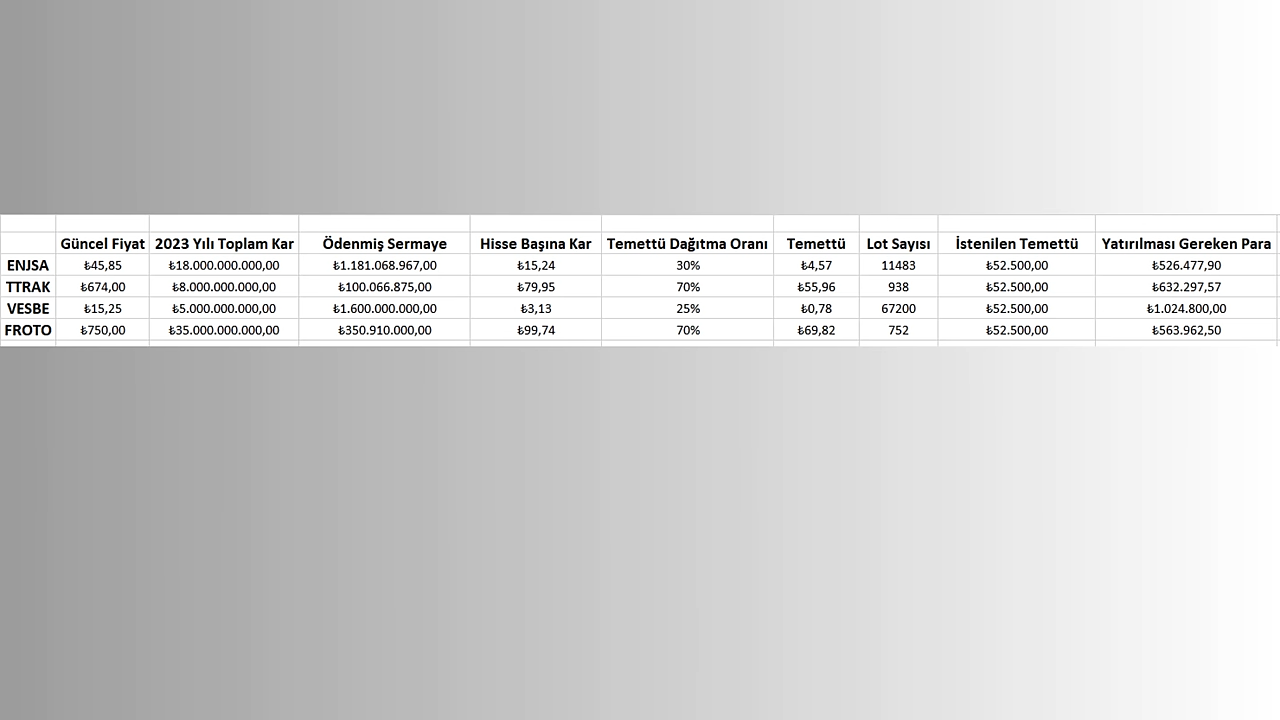 Güncel Fiyat 2023 Yılı Toplam Kar Ödenmiş Sermaye Hisse Başına Kar Temettü Dağıtma Oranı Temettü Lot Sayısı İstenilen Temettü Yatırılması Gereken Para
ENJSA ₺45,85 ₺18.000.000.000,00 ₺1.181.068.967,00 ₺15,24 30% ₺4,57 11483 ₺52.500,00 ₺526.477,90
TTRAK ₺674,00 ₺8.000.000.000,00 ₺100.066.875,00 ₺79,95 70% ₺55,96 938 ₺52.500,00 ₺632.297,57
VESBE ₺15,25 ₺5.000.000.000,00 ₺1.600.000.000,00 ₺3,13 25% ₺0,78 67200 ₺52.500,00 ₺1.024.800,00
FROTO ₺750,00 ₺35.000.000.000,00 ₺350.910.000,00 ₺99,74 70% ₺69,82 752 ₺52.500,00 ₺563.962,50